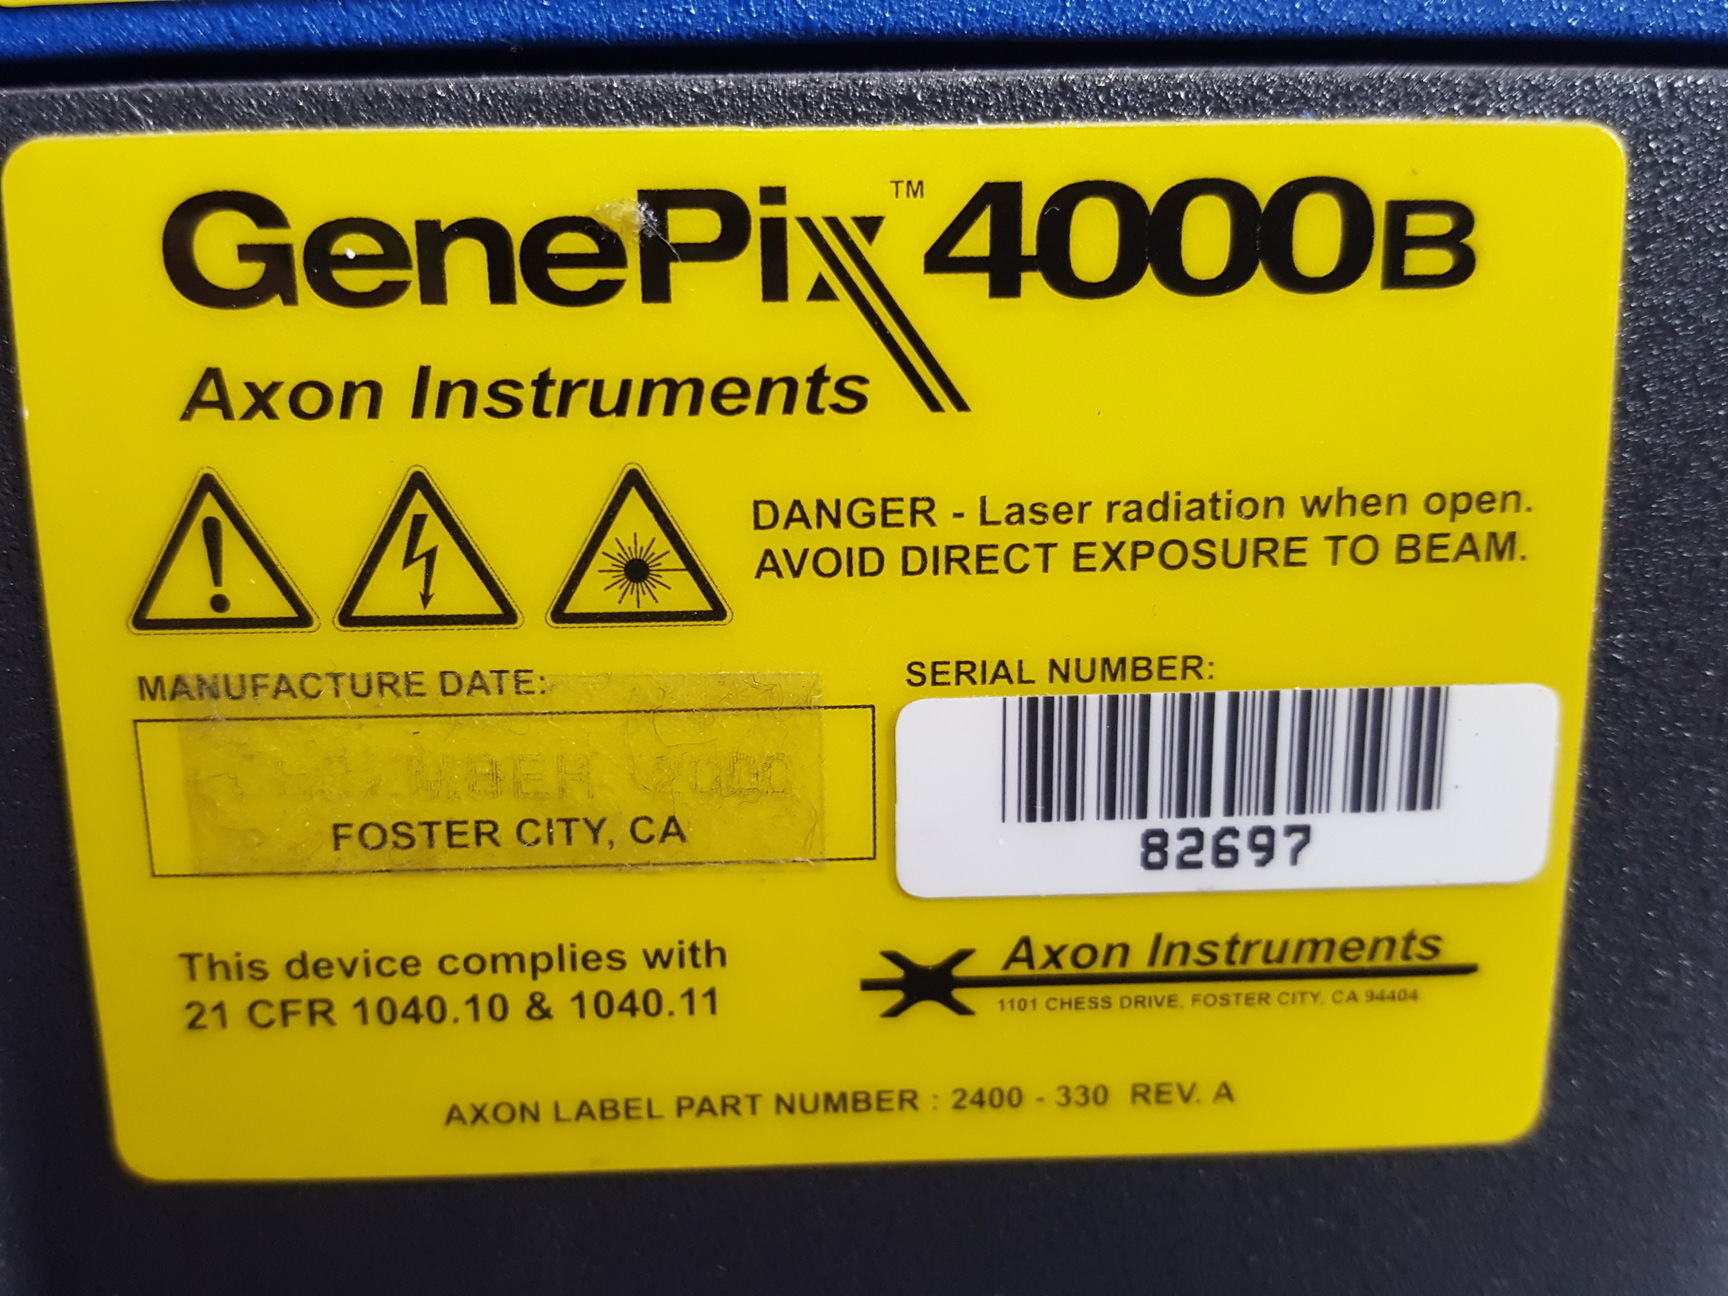 GenePix™ 4000B
Axon Instruments
DANGER - Laser radiation when open.
AVOID DIRECT EXPOSURE TO BEAM.
MANUFACTURE DATE:
2000
FOSTER CITY, CA
SERIAL NUMBER:
82697
This device complies with
21 CFR 1040.10 & 1040.11
Axon Instruments
1101 CHESS DRIVE, FOSTER CITY, CA 94404
AXON LABEL PART NUMBER : 2400 - 330 REV. A